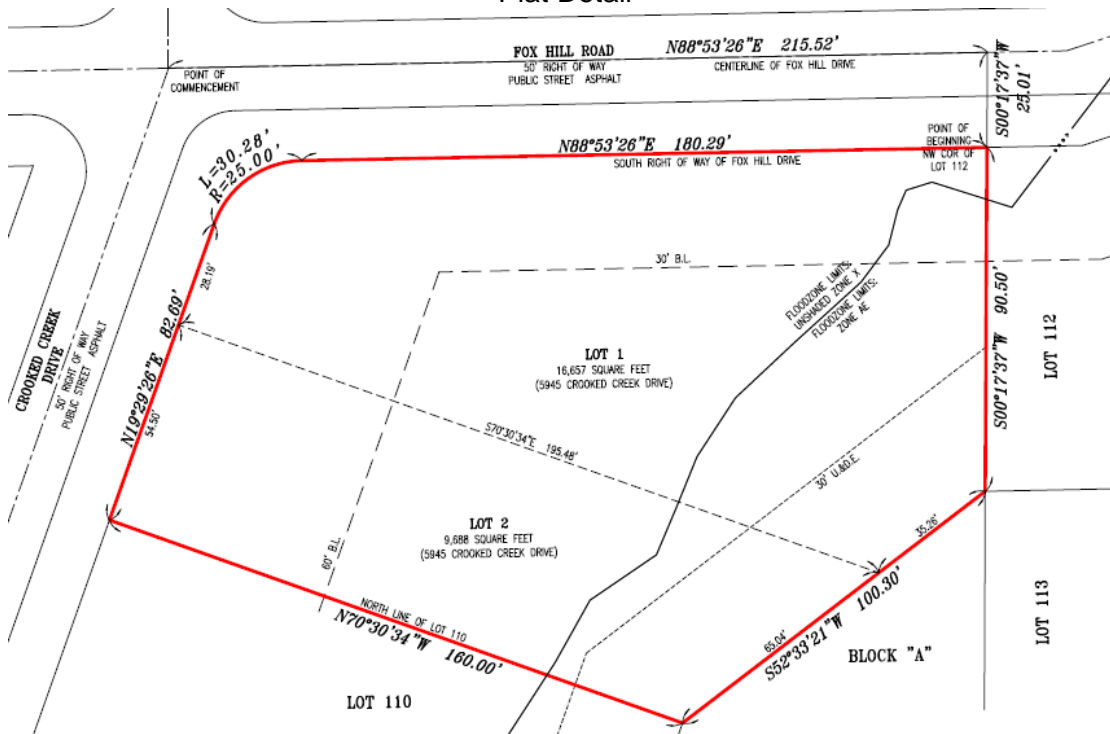 Plat Detail
FOX HILL ROAD
50' RIGHT OF WAY
PUBLIC STREET ASPHALT
N88°53'26"E 215.52'
CENTERLINE OF FOX HILL DRIVE
POINT OF
COMMENCEMENT
S00°17'37"W
25.01'
L=30.28'
R=25.00'
N88°53'26"E 180.29'
SOUTH RIGHT OF WAY OF FOX HILL DRIVE
POINT OF
BEGINNING
NW COR OF
LOT 112
28.19'
30' B.L.
FLOODZONE LIMITS:
UNSHADED ZONE X
FLOODZONE LIMITS:
ZONE AE
CROOKED CREEK
DRIVE
50' RIGHT OF WAY
PUBLIC STREET ASPHALT
N19°29'26"E 82.69'
54.50'
LOT 1
16,657 SQUARE FEET
(5945 CROOKED CREEK DRIVE)
S00°17'37"W 90.50'
LOT 112
S70°30'34"E 195.48'
30' U.&D.E.
LOT 2
9,688 SQUARE FEET
(5945 CROOKED CREEK DRIVE)
60' B.L.
35.26'
NORTH LINE OF LOT 110
N70°30'34"W 160.00'
65.04'
S52°33'21"W 100.30'
BLOCK "A"
LOT 113
LOT 110